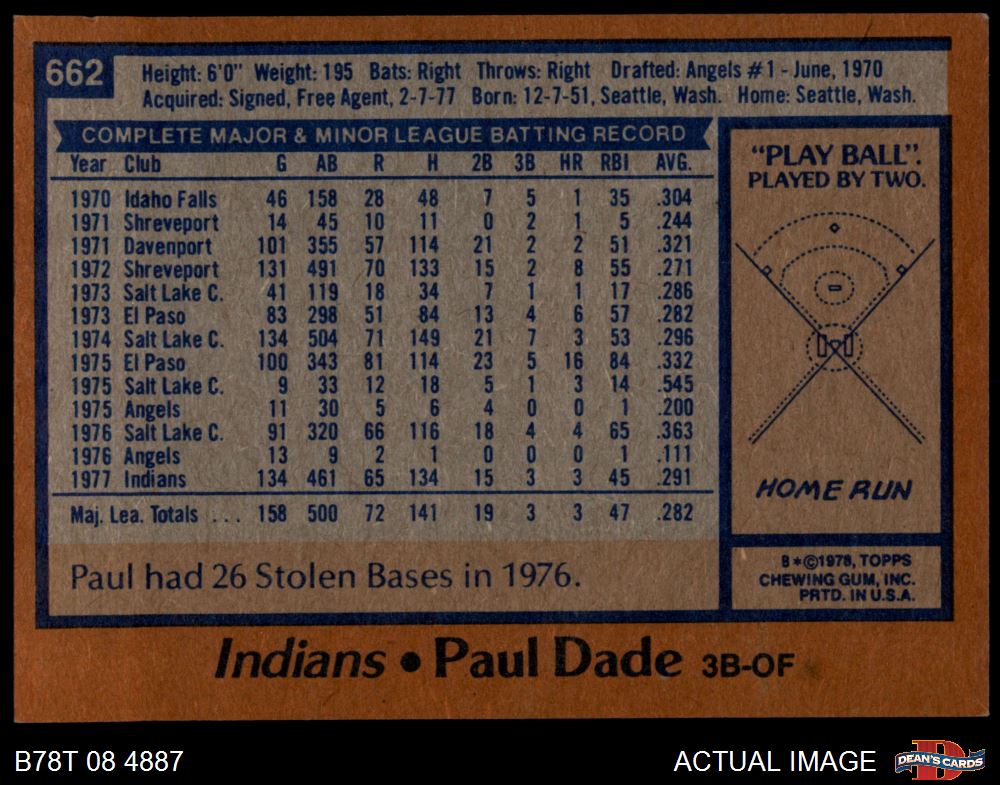 662
Height: 6'0" Weight: 195 Bats: Right Throws: Right Drafted: Angels #1 - June, 1970
Acquired: Signed, Free Agent, 2-7-77 Born: 12-7-51, Seattle, Wash. Home: Seattle, Wash.
COMPLETE MAJOR & MINOR LEAGUE BATTING RECORD
Year Club G AB R H 2B 3B HR RBI AVG.
1970 Idaho Falls 46 158 28 48 7 5 1 35 .304
1971 Shreveport 14 45 10 11 0 2 1 5 .244
1971 Davenport 101 355 57 114 21 2 2 51 .321
1972 Shreveport 131 491 70 133 15 2 8 55 .271
1973 Salt Lake C. 41 119 18 34 7 1 1 17 .286
1973 El Paso 83 298 51 84 13 4 6 57 .282
1974 Salt Lake C. 134 504 71 149 21 7 3 53 .296
1975 El Paso 100 343 81 114 23 5 16 84 .332
1975 Salt Lake C. 9 33 12 18 5 1 3 14 .545
1975 Angels 11 30 5 6 4 0 0 1 .200
1976 Salt Lake C. 91 320 66 116 18 4 4 65 .363
1976 Angels 13 9 2 1 0 0 0 1 .111
1977 Indians 134 461 65 134 15 3 3 45 .291
Maj. Lea. Totals ... 158 500 72 141 19 3 3 47 .282
Paul had 26 Stolen Bases in 1976.
"PLAY BALL".
PLAYED BY TWO.
HOME RUN
B*©1978, TOPPS
CHEWING GUM, INC.
PRTD. IN U.S.A.
Indians • Paul Dade 3B-OF
B78T 08 4887
ACTUAL IMAGE
D
DEAN'S CARDS